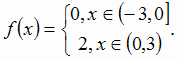 f(x) = { 0, x ∈ (−3, 0]
2, x ∈ (0,3) .